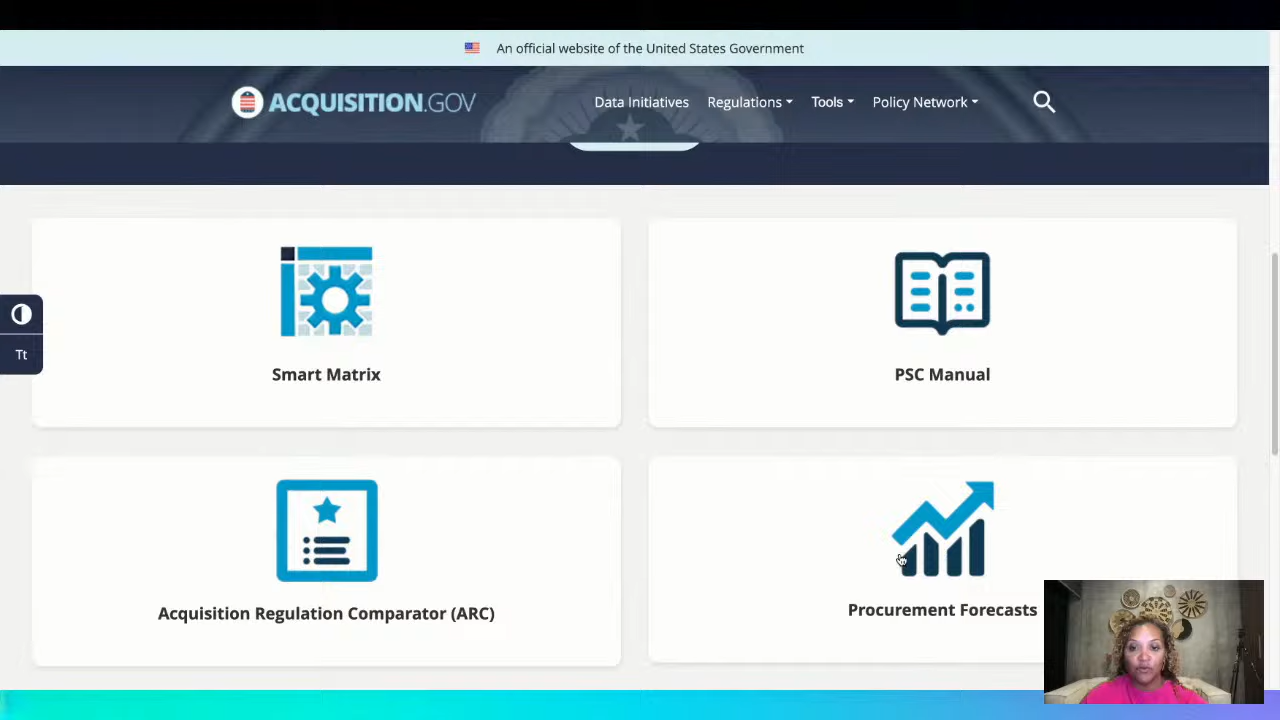 An official website of the United States Government
ACQUISITION.GOV
Data Initiatives
Regulations
Tools
Policy Network
Tt
Smart Matrix
PSC Manual
Acquisition Regulation Comparator (ARC)
Procurement Forecasts